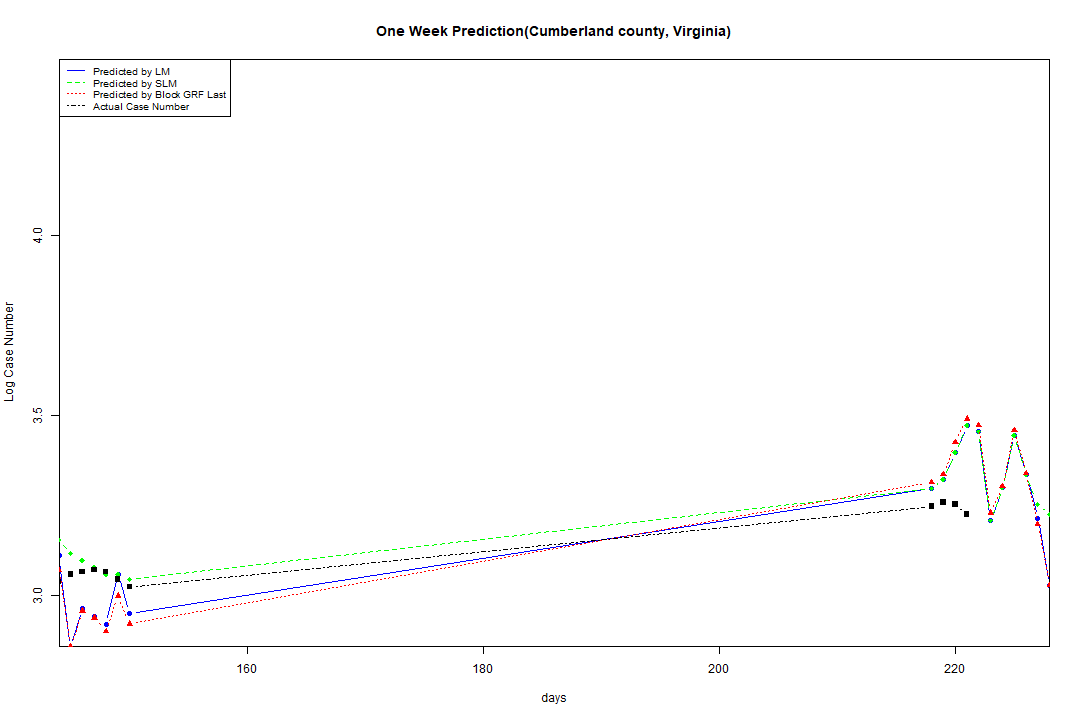 One Week Prediction(Cumberland county, Virginia)
Predicted by LM
Predicted by SLM
Predicted by Block GRF Last
Actual Case Number
4.0
3.5
3.0
Log Case Number
160
180
200
220
days